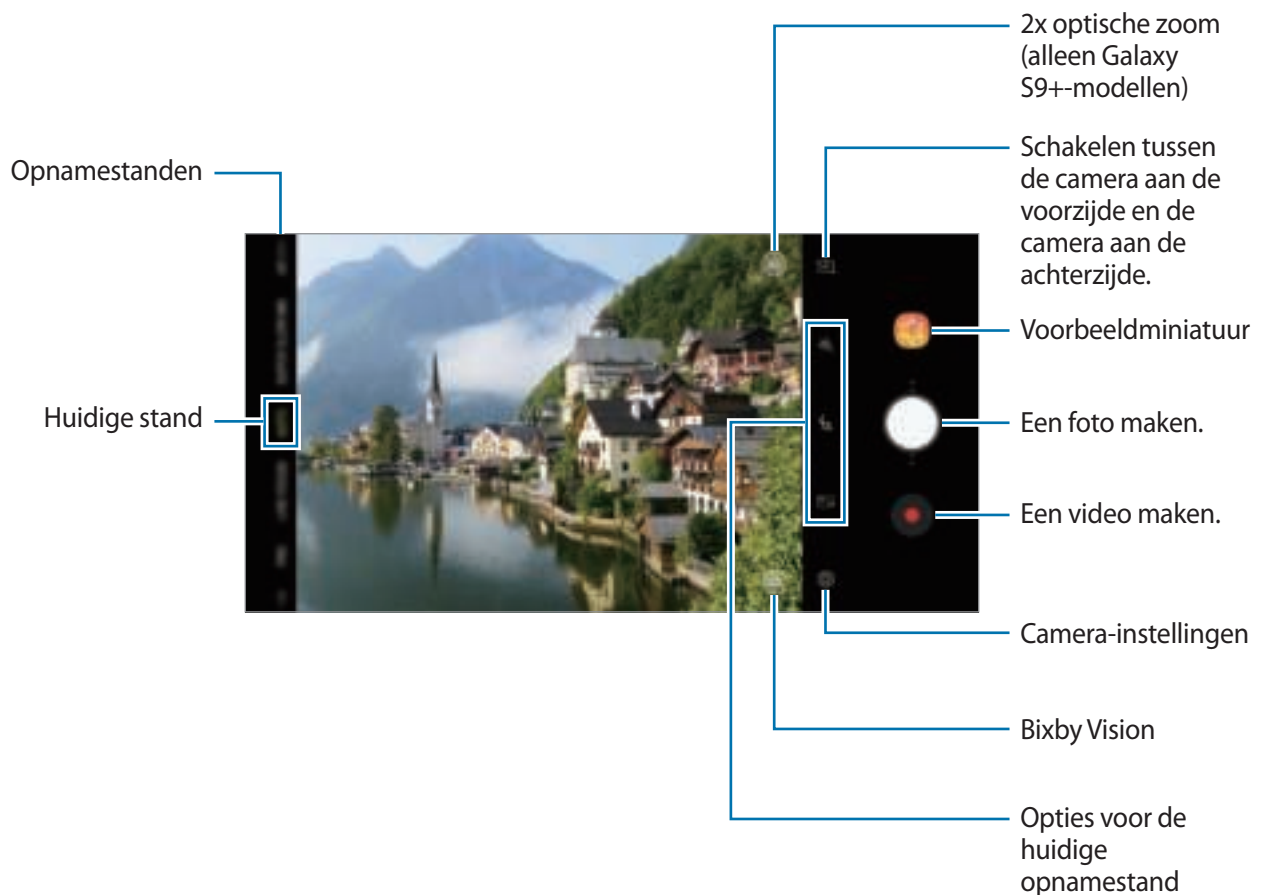 2x optische zoom
(alleen Galaxy
S9+-modellen)
Schakelen tussen
de camera aan de
voorzijde en de
camera aan de
achterzijde.
Opnamestanden
Voorbeeldminiatuur
Huidige stand
Een foto maken.
Een video maken.
Camera-instellingen
Bixby Vision
Opties voor de
huidige
opnamestand